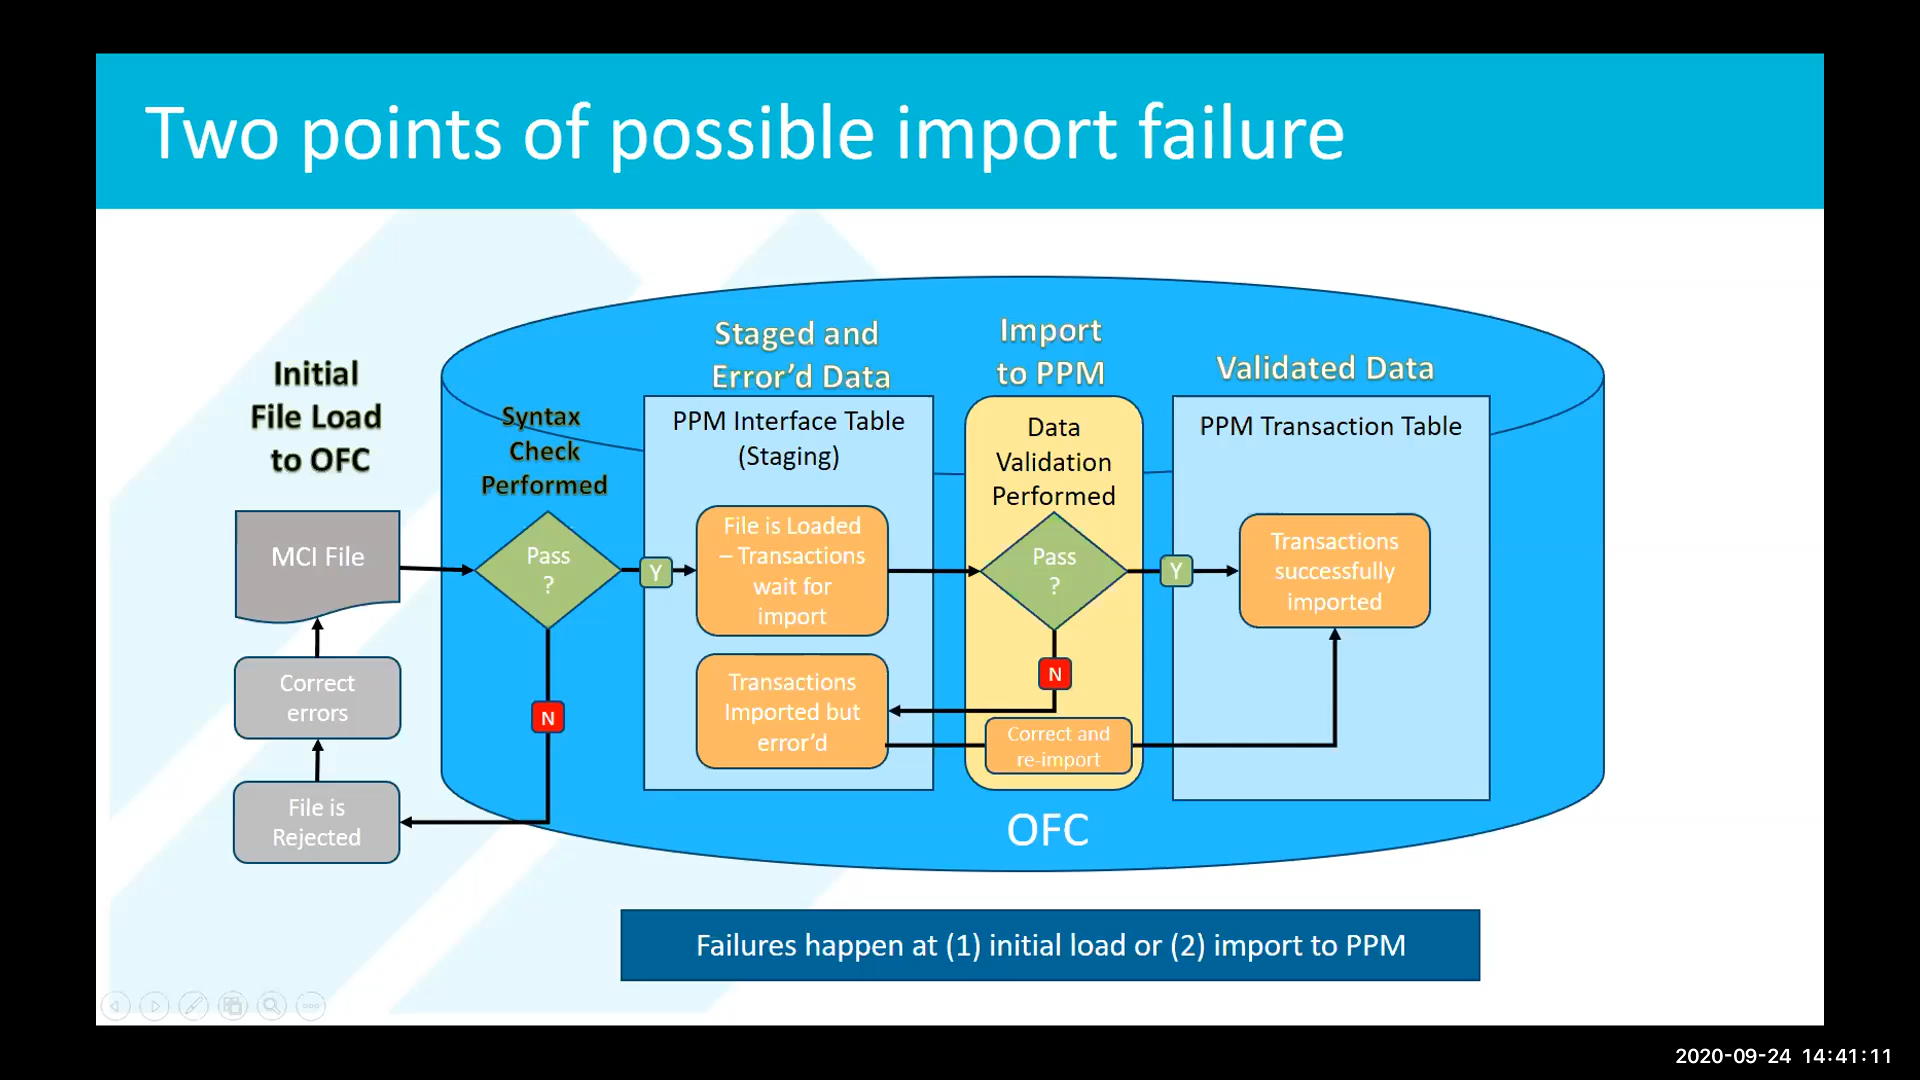 Two points of possible import failure
Initial
File Load
to OFC
MCI File
Correct
errors
File is
Rejected
Syntax
Check
Performed
Pass
?
Y
N
Staged and
Error’d Data
PPM Interface Table
(Staging)
File is Loaded
– Transactions
wait for
import
Transactions
Imported but
error’d
Import
to PPM
Data
Validation
Performed
Pass
?
Y
N
Correct and
re-import
Validated Data
PPM Transaction Table
Transactions
successfully
imported
OFC
Failures happen at (1) initial load or (2) import to PPM
2020-09-24 14:41:11